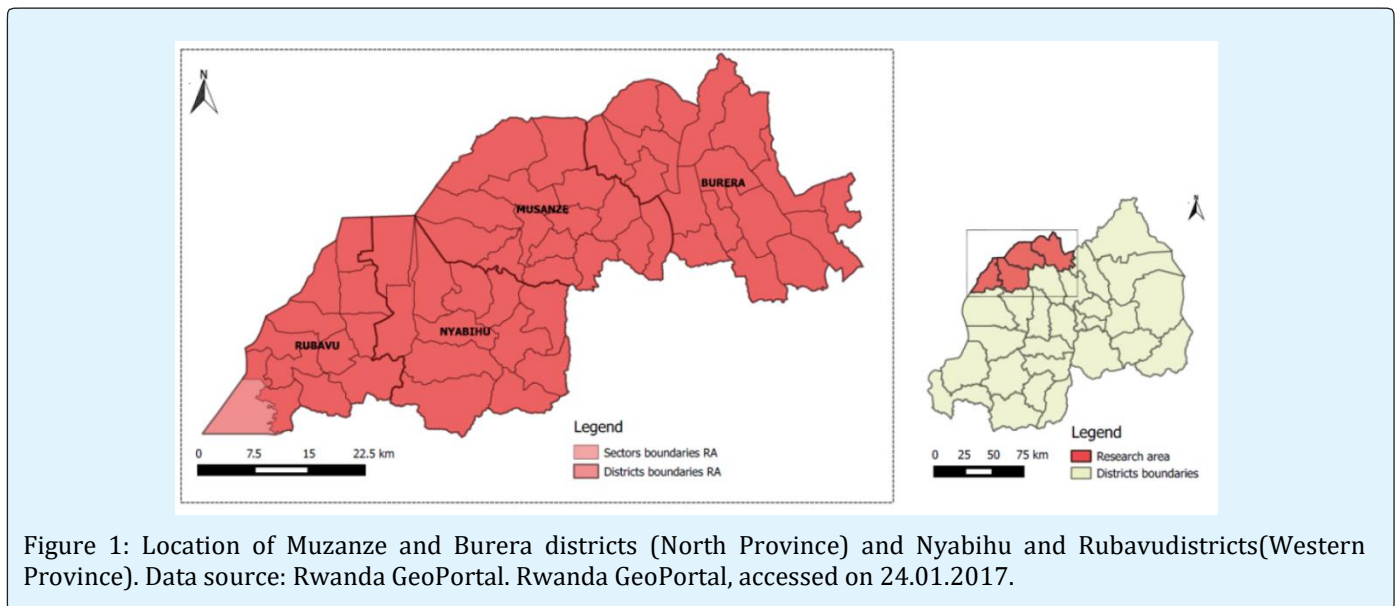 N
BURERA
MUSANZE
NYABIHU
RUBAVU
Legend
Sectors boundaries RA
Districts boundaries RA
0 7.5 15 22.5 km
N
Legend
Research area
Districts boundaries
0 25 50 75 km
Figure 1: Location of Muzanze and Burera districts (North Province) and Nyabihu and Rubavudistricts(Western
Province). Data source: Rwanda GeoPortal. Rwanda GeoPortal, accessed on 24.01.2017.